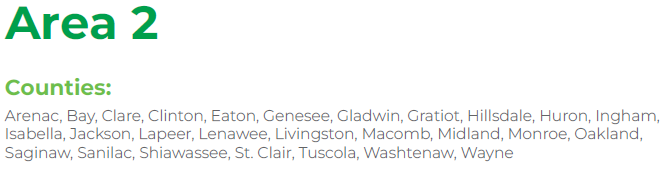 Area 2
Counties:
Arenac, Bay, Clare, Clinton, Eaton, Genesee, Gladwin, Gratiot, Hillsdale, Huron, Ingham,
Isabella, Jackson, Lapeer, Lenawee, Livingston, Macomb, Midland, Monroe, Oakland,
Saginaw, Sanilac, Shiawassee, St. Clair, Tuscola, Washtenaw, Wayne